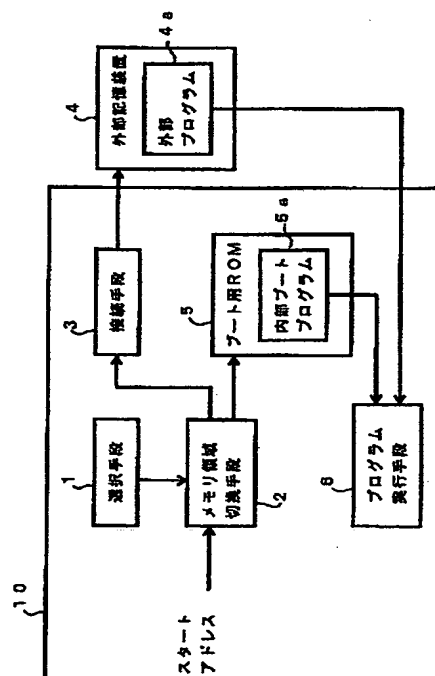 10
1
選択手段
3
接続手段
4
外部記憶装置
4a
外部
プログラム
スタート
アドレス
メモリ領域
切換手段
2
5
ブート用ROM
5a
内部ブート
プログラム
6
プログラム
実行手段